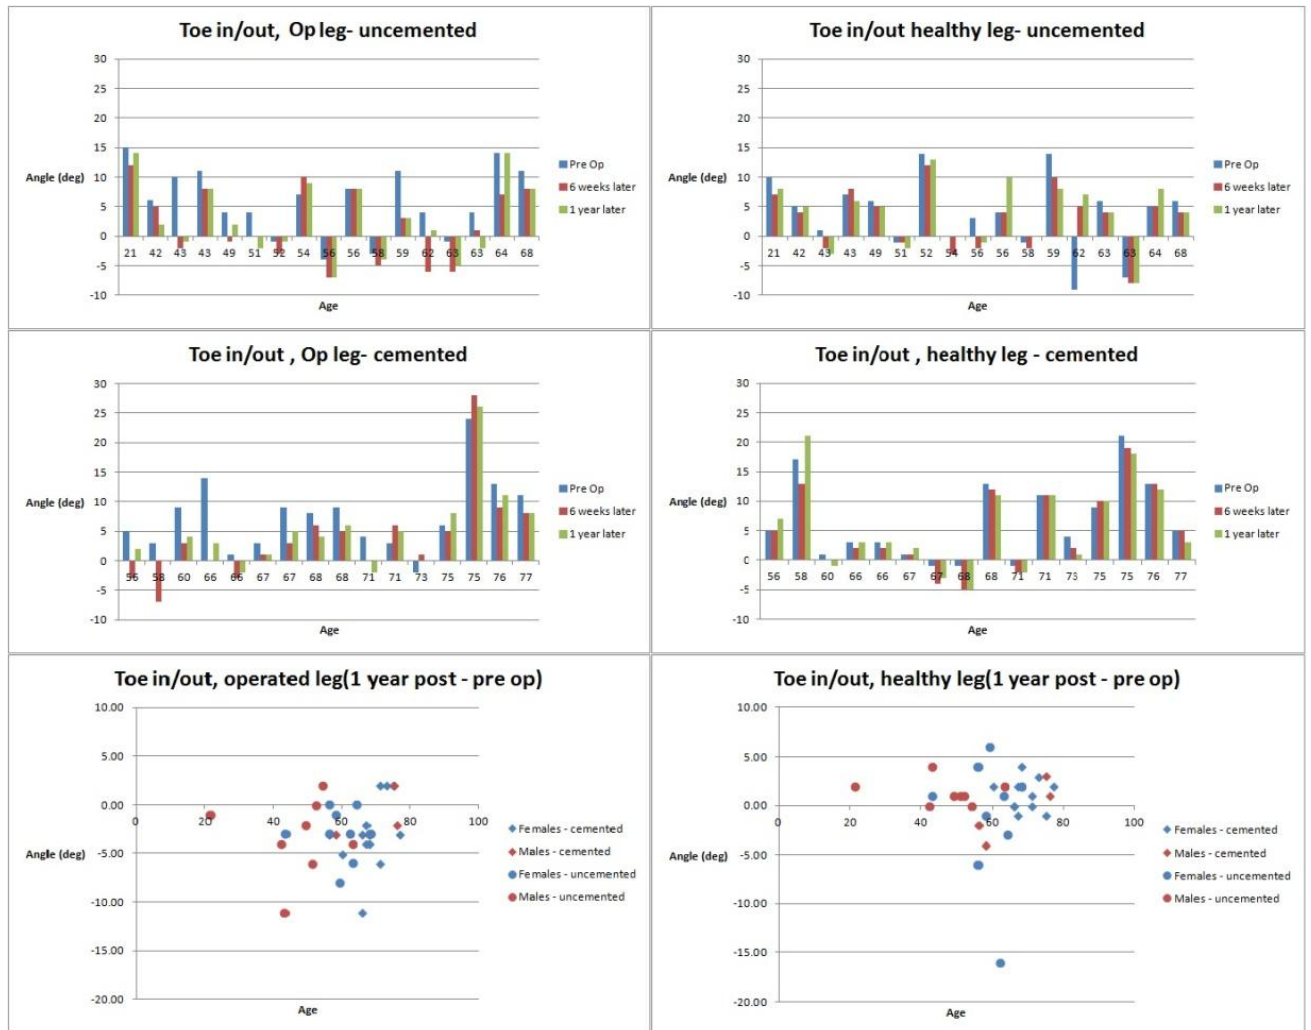 Toe in/out, Op leg- uncemented
30
25
20
15
10
5
0
-5
-10
Angle (deg)
21 42 43 43 49 51 52 54 56 56 58 59 62 63 63 64 68
Age
Pre Op
6 weeks later
1 year later
Toe in/out healthy leg- uncemented
30
25
20
15
10
5
0
-5
-10
Angle (deg)
21 42 43 43 49 51 52 54 56 56 58 59 62 63 63 64 68
Age
Pre Op
6 weeks later
1 year later
Toe in/out , Op leg- cemented
30
25
20
15
10
5
0
-5
-10
Angle (deg)
56 58 60 66 66 67 67 68 68 71 71 73 75 75 76 77
Age
Pre Op
6 weeks later
1 year later
Toe in/out , healthy leg - cemented
30
25
20
15
10
5
0
-5
-10
Angle (deg)
56 58 60 66 66 67 67 68 68 71 71 73 75 75 76 77
Age
Pre Op
6 weeks later
1 year later
Toe in/out, operated leg(1 year post - pre op)
10.00
5.00
0.00
-5.00
-10.00
-15.00
-20.00
Angle (deg)
0 20 40 60 80 100
Age
Females - cemented
Males - cemented
Females - uncemented
Males - uncemented
Toe in/out, healthy leg(1 year post - pre op)
10.00
5.00
0.00
-5.00
-10.00
-15.00
-20.00
Angle (deg)
0 20 40 60 80 100
Age
Females - cemented
Males - cemented
Females - uncemented
Males - uncemented